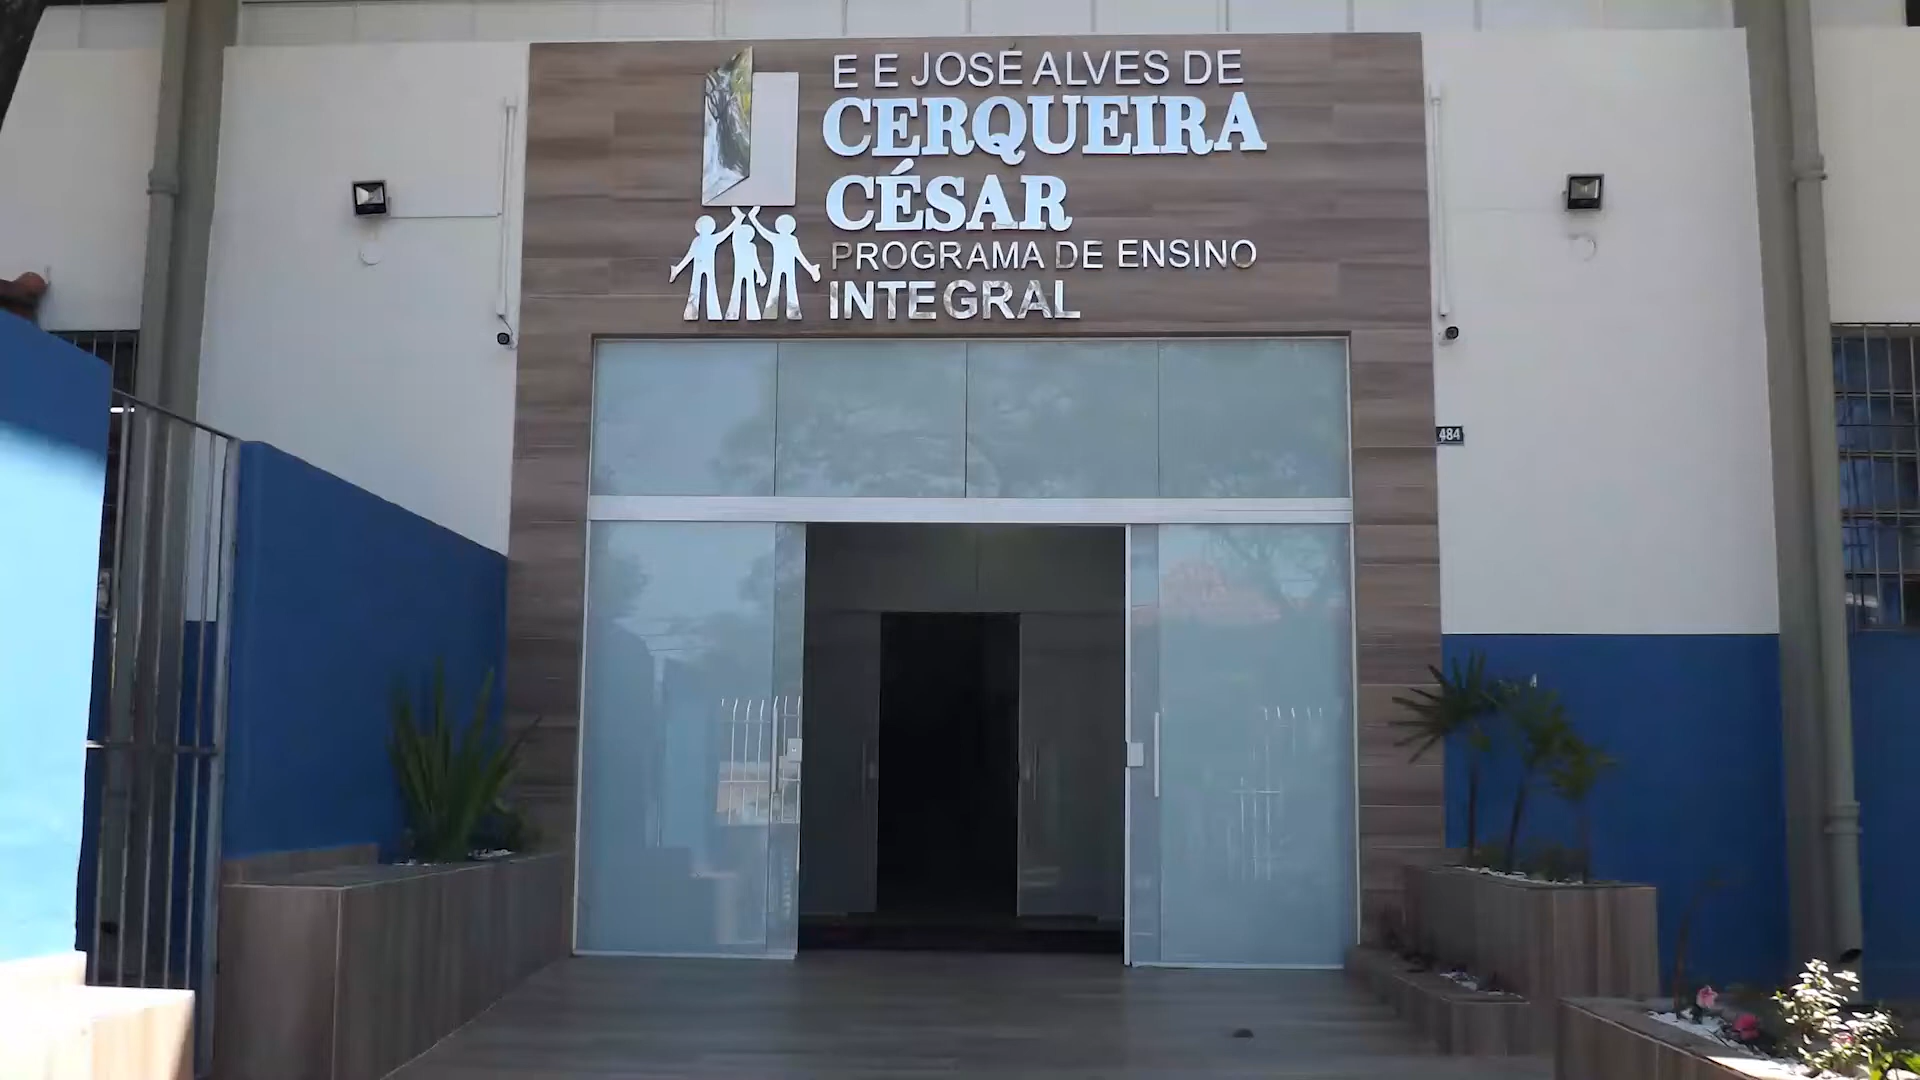 E E JOSÉ ALVES DE
CERQUEIRA
CÉSAR
PROGRAMA DE ENSINO
INTEGRAL
484